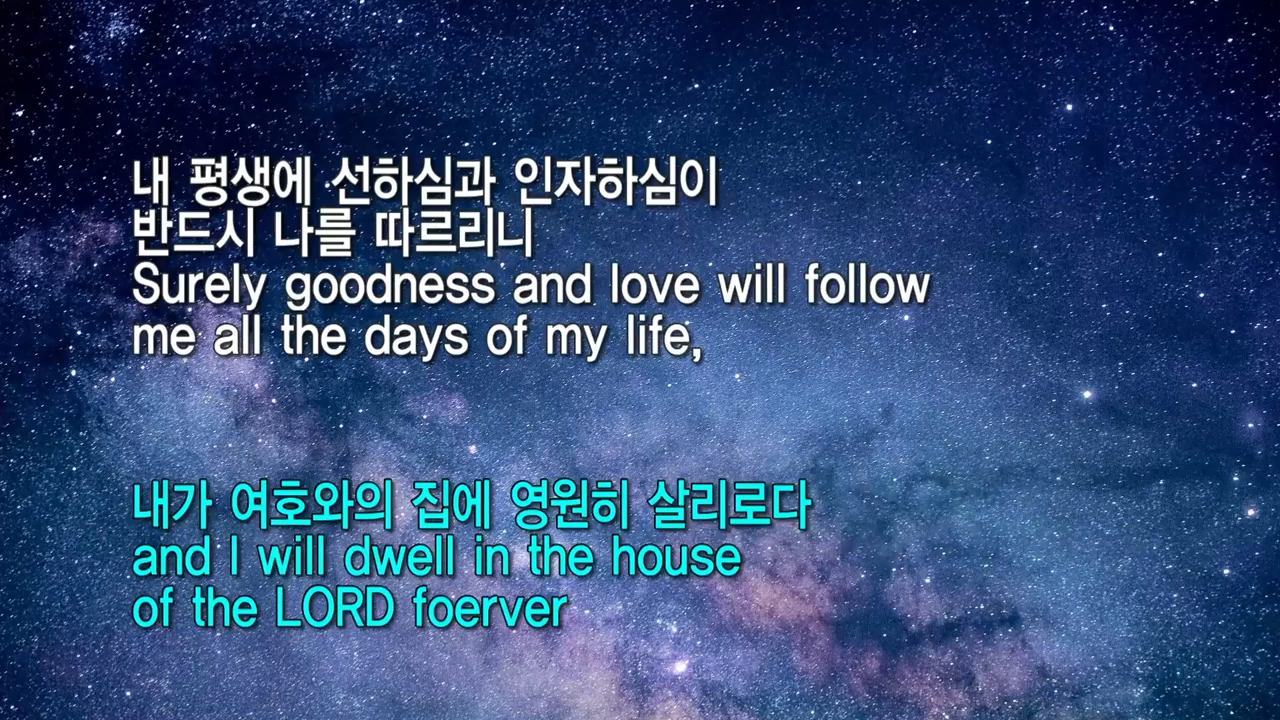 내 평생에 선하심과 인자하심이
반드시 나를 따르리니
Surely goodness and love will follow
me all the days of my life,
내가 여호와의 집에 영원히 살리로다
and I will dwell in the house
of the LORD foerver